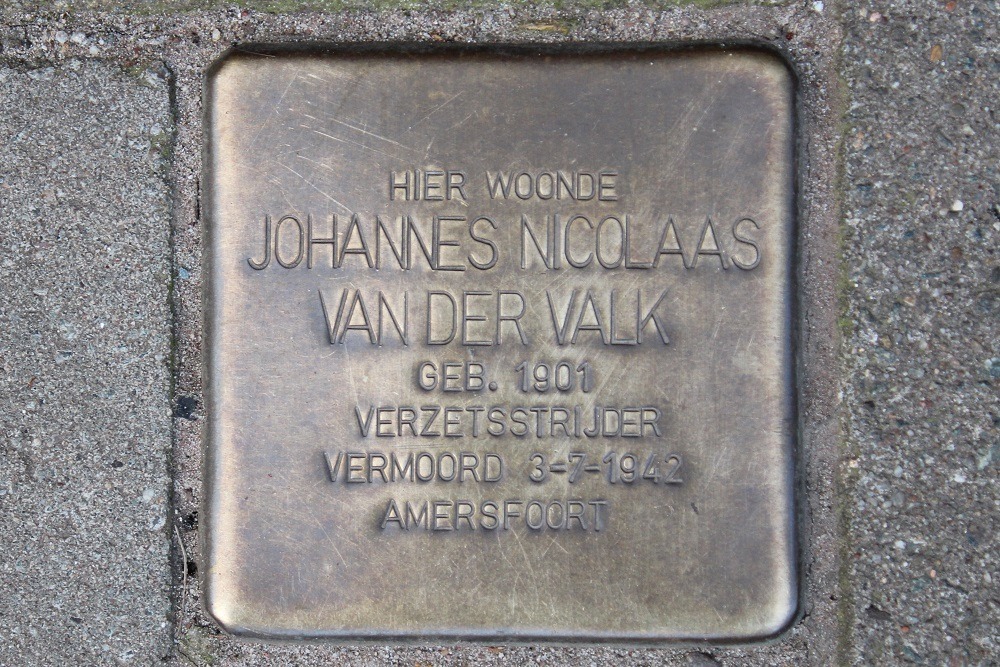 HIER WOONDE
JOHANNES NICOLAAS
VAN DER VALK
GEB. 1901
VERZETSSTRIJDER
VERMOORD 3-7-1942
AMERSFOORT